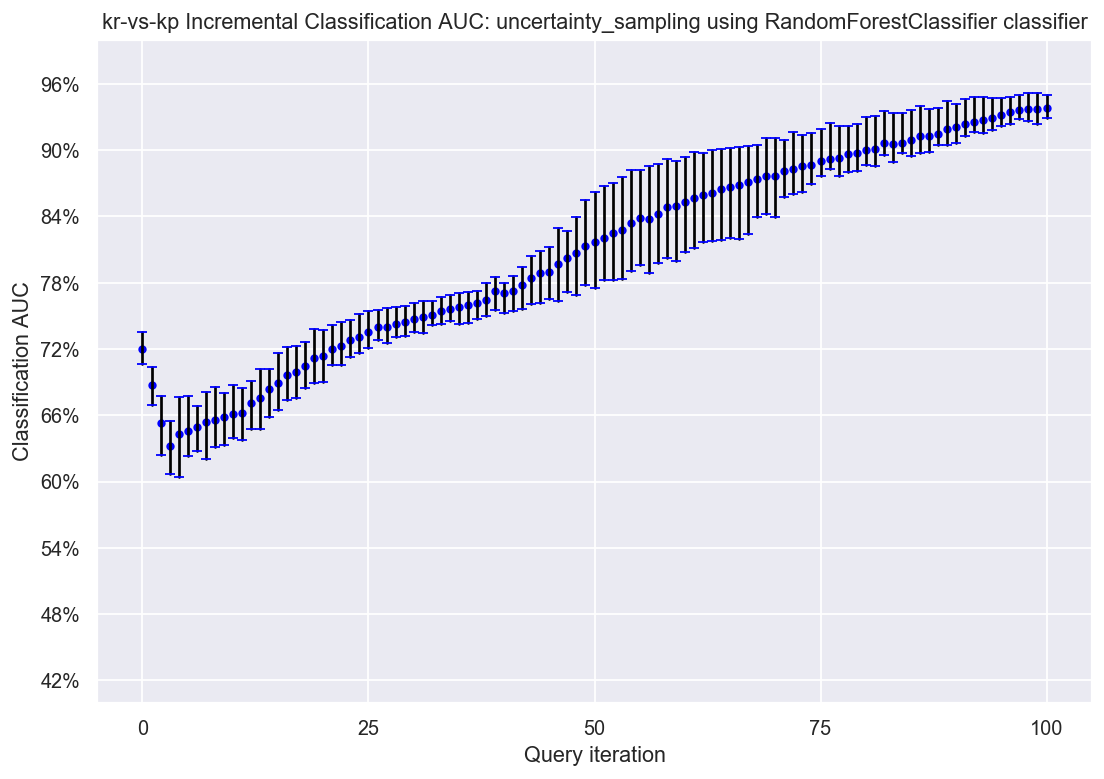 kr-vs-kp Incremental Classification AUC: uncertainty_sampling using RandomForestClassifier classifier
96%
90%
84%
78%
72%
66%
60%
54%
48%
42%
Classification AUC
0 25 50 75 100
Query iteration